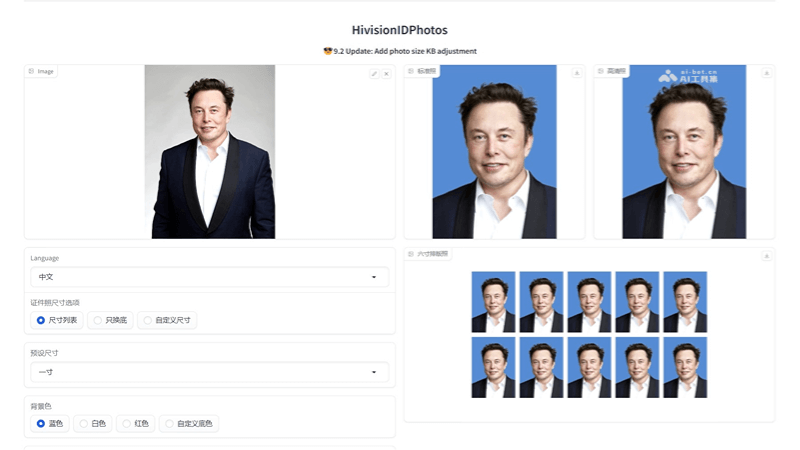 HivisionIDPhotos
9.2 Update: Add photo size KB adjustment
Image
标准照
高清照
ai-bot.cn
AI工具集
Language
中文
证件照尺寸选项
尺寸列表 只换底 自定义尺寸
预设尺寸
一寸
背景色
蓝色 白色 红色 自定义底色
六寸排版照